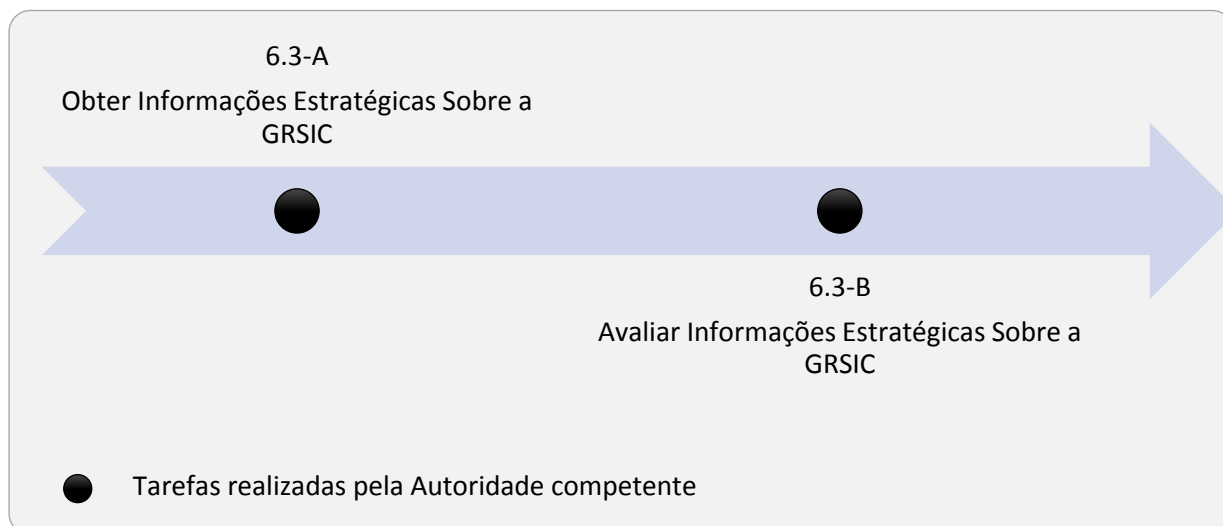 6.3-A
Obter Informações Estratégicas Sobre a
GRSIC
6.3-B
Avaliar Informações Estratégicas Sobre a
GRSIC
Tarefas realizadas pela Autoridade competente